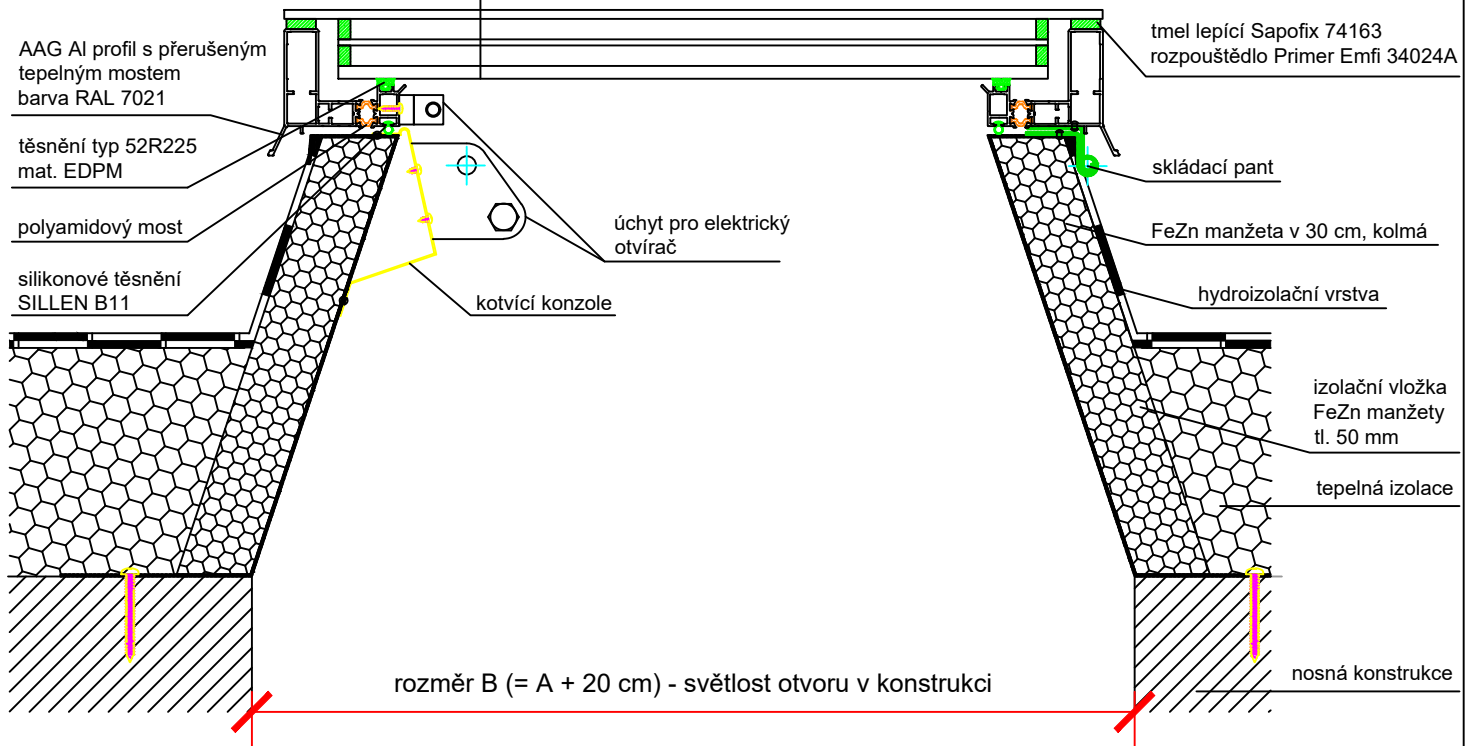 AAG Al profil s přerušeným
tepelným mostem
barva RAL 7021
těsnění typ 52R225
mat. EDPM
polyamidový most
silikonové těsnění
SILLEN B11
úchyt pro elektrický
otvírač
kotvící konzole
tmel lepící Sapofix 74163
rozpouštědlo Primer Emfi 34024A
skládací pant
FeZn manžeta v 30 cm, kolmá
hydroizolační vrstva
izolační vložka
FeZn manžety
tl. 50 mm
tepelná izolace
nosná konstrukce
rozměr B (= A + 20 cm) - světlost otvoru v konstrukci